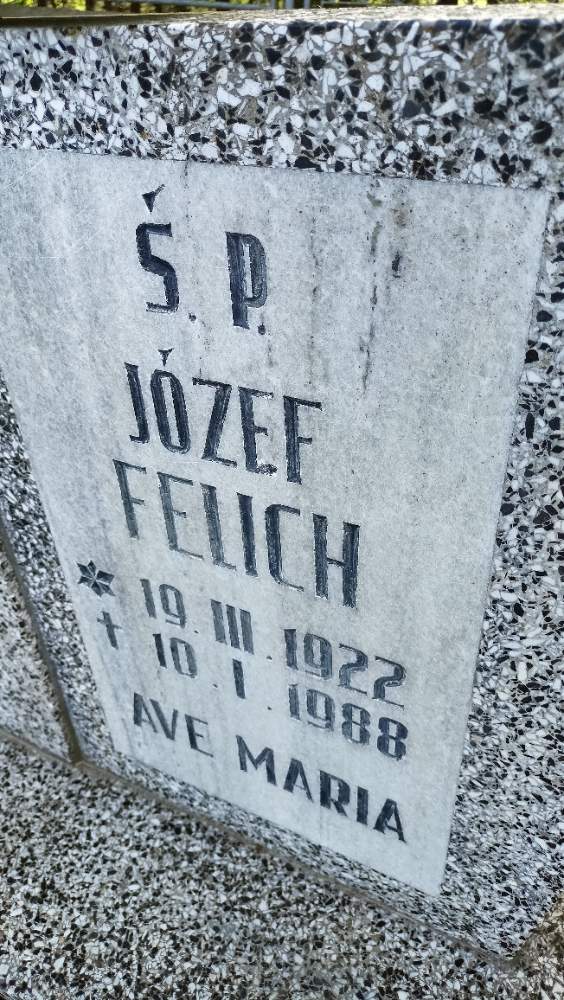 Ś. P.
JÓZEF
FELICH
* 19. III. 1922
† 10. I. 1988
AVE MARIA